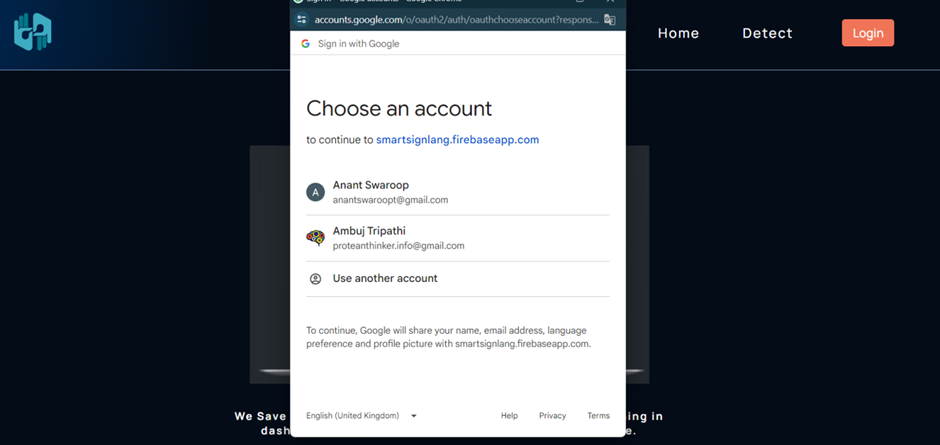 accounts.google.com/o/oauth2/auth/oauthchooseaccount?respons...
Home
Detect
Login
Sign in with Google
Choose an account
to continue to smartsignlang.firebaseapp.com
A
Anant Swaroop
anantswaroopt@gmail.com
Ambuj Tripathi
proteanthinker.info@gmail.com
Use another account
To continue, Google will share your name, email address, language
preference and profile picture with smartsignlang.firebaseapp.com.
English (United Kingdom)
Help
Privacy
Terms
We Save
ing in
dash
e.